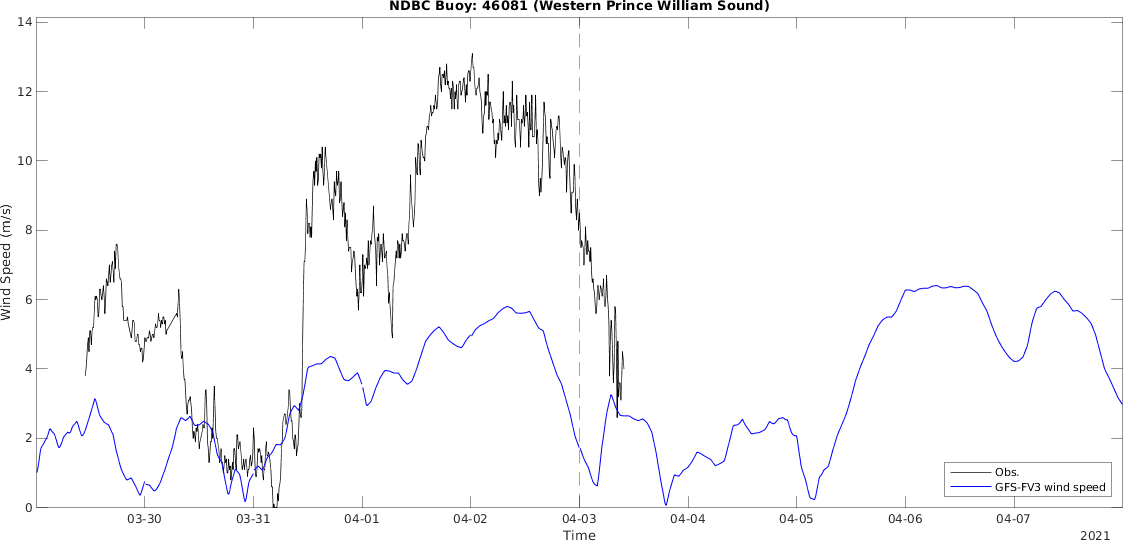 NDBC Buoy: 46081 (Western Prince William Sound)
14
12
10
8
6
4
2
0
Wind Speed (m/s)
03-30 03-31 04-01 04-02 04-03 04-04 04-05 04-06 04-07
Time
2021
Obs.
GFS-FV3 wind speed